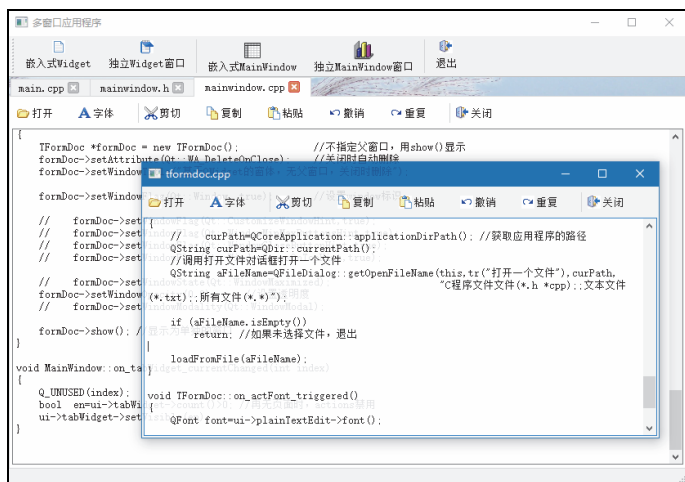 多窗口应用程序
嵌入式Widget 独立Widget窗口 嵌入式MainWindow 独立MainWindow窗口 退出
main.cpp mainwindow.h mainwindow.cpp
打开 字体 剪切 复制 粘贴 撤销 重复 关闭
{
TFormDoc *formDoc = new TFormDoc(); //不指定父窗口，用show()显示
formDoc->setAttribute(Qt::WA_DeleteOnClose); //关闭时自动删除
formDoc->setWindow
formDoc->setWindow
// formDoc->set
// formDoc->set
// formDoc->set
// formDoc->set
// formDoc->set
formDoc->setWindow
// formDoc->set
formDoc->show(); //
}
void MainWindow::on_tabWidget_currentChanged(int index)
{
Q_UNUSED(index);
bool en=ui->tabWidget->count()>0;
ui->tabWidget->setVisible
}
tformdoc.cpp
打开 字体 剪切 复制 粘贴 撤销 重复 关闭
{
// curPath=QCoreApplication::applicationDirPath(); //获取应用程序的路径
QString curPath=QDir::currentPath();
//调用打开文件对话框打开一个文件
QString aFileName=QFileDialog::getOpenFileName(this,tr("打开一个文件"),curPath,
"C程序文件文件(*.h *cpp);;文本文件
(*.txt);;所有文件(*.*)");
if (aFileName.isEmpty())
return; //如果未选择文件，退出
loadFromFile(aFileName);
}
void TFormDoc::on_actFont_triggered()
{
QFont font=ui->plainTextEdit->font();